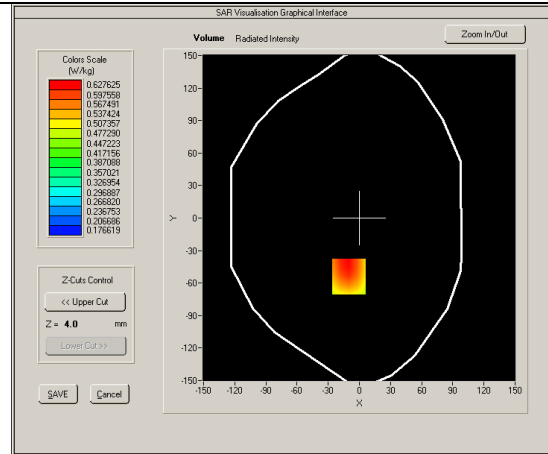 SAR Visualisation Graphical Interface
Volume Radiated Intensity
Zoom In/Out
Colors Scale
(W/kg)
0.627625
0.597558
0.567491
0.537424
0.507357
0.477290
0.447223
0.417156
0.387088
0.357021
0.326954
0.296887
0.266820
0.236753
0.206686
0.176619
Z-Cuts Control
<< Upper Cut
Z = 4.0 mm
Lower Cut >>
SAVE Cancel
Y
150
120
90
60
30
0
-30
-60
-90
-120
-150
-150 -120 -90 -60 -30 0 30 60 90 120 150
X